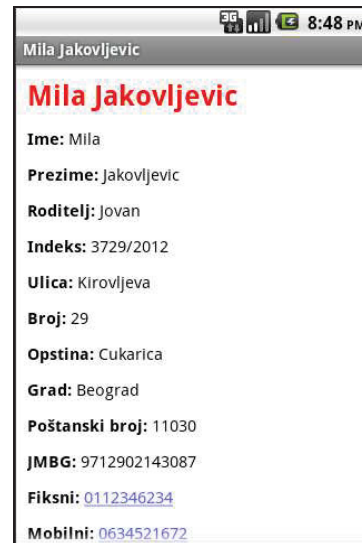 3G 8:48 PM
Mila Jakovljevic
Mila Jakovljevic
Ime: Mila
Prezime: Jakovljevic
Roditelj: Jovan
Indeks: 3729/2012
Ulica: Kirovljeva
Broj: 29
Opstina: Cukarica
Grad: Beograd
Poštanski broj: 11030
JMBG: 9712902143087
Fiksni: 0112346234
Mobilni: 0634521672